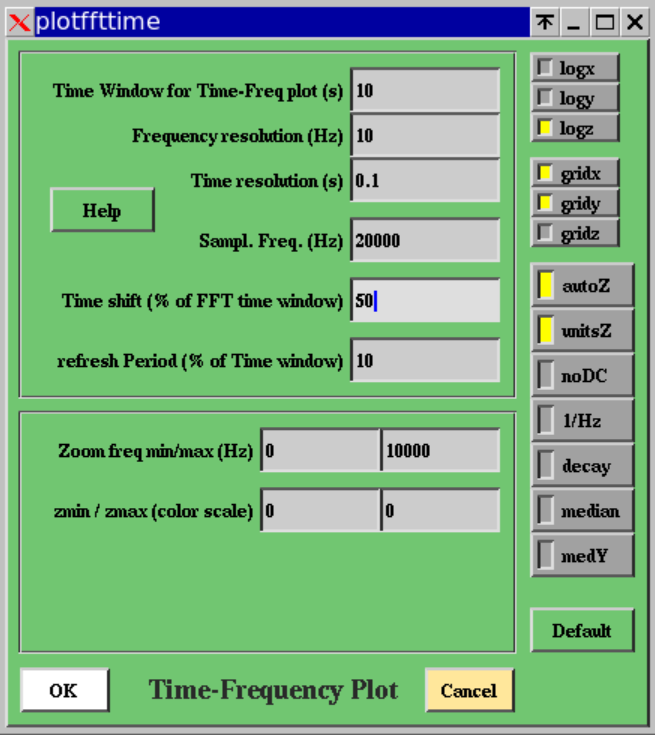 plotffttime
Time Window for Time-Freq plot (s) 10
Frequency resolution (Hz) 10
Time resolution (s) 0.1
Help
Sampl. Freq. (Hz) 20000
Time shift (% of FFT time window) 50
refresh Period (% of Time window) 10
Zoom freq min/max (Hz) 0 10000
zmin / zmax (color scale) 0 0
logx
logy
logz
gridx
gridy
gridz
autoZ
unitsZ
noDC
1/Hz
decay
median
medY
Default
OK Time-Frequency Plot Cancel